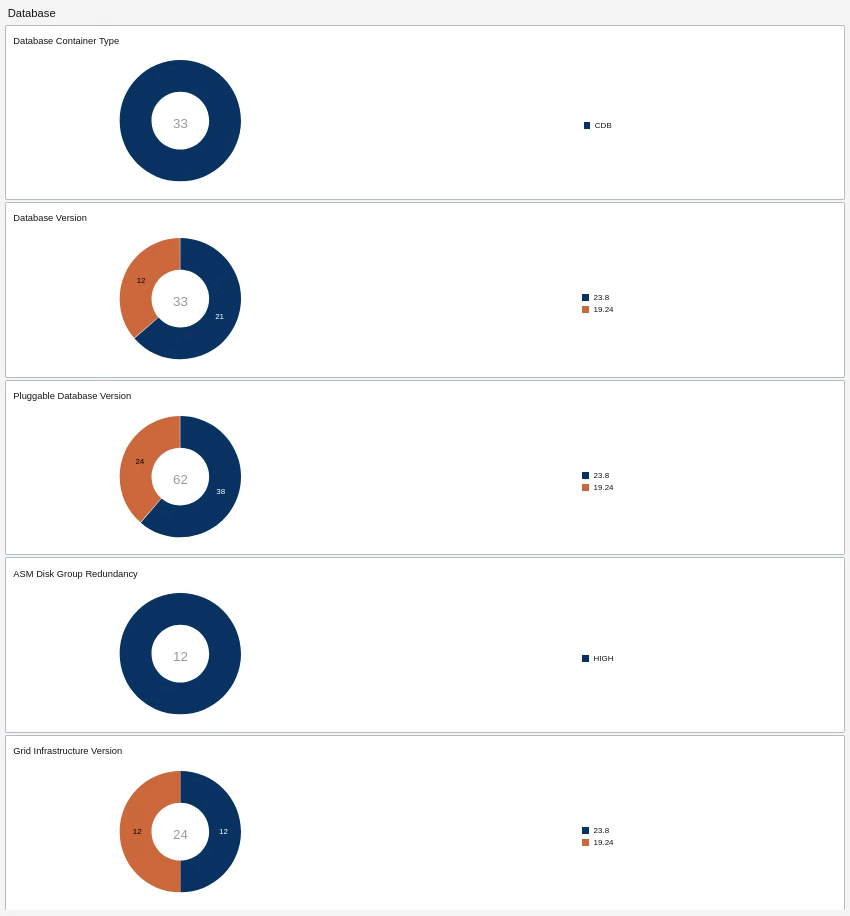 Database
Database Container Type
33
CDB
Database Version
12
33
21
23.8
19.24
Pluggable Database Version
24
62
38
23.8
19.24
ASM Disk Group Redundancy
12
HIGH
Grid Infrastructure Version
12
24
12
23.8
19.24